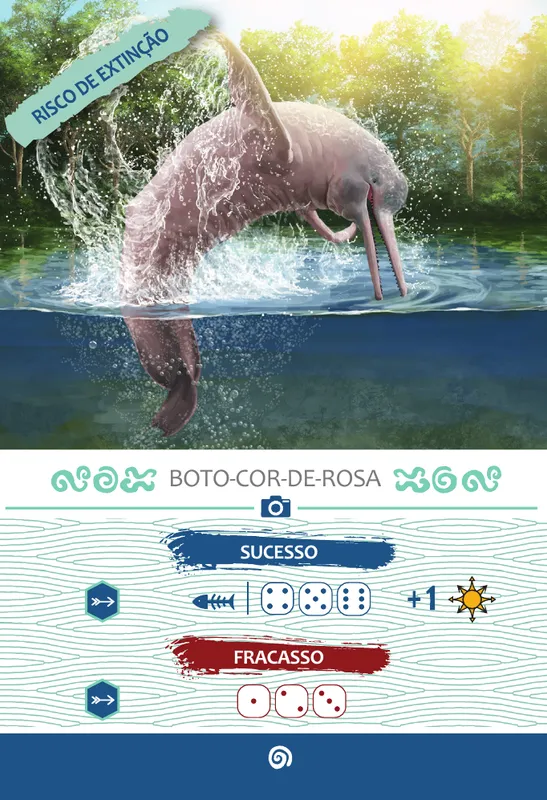 RISCO DE EXTINÇÃO
BOTO-COR-DE-ROSA
SUCESSO
+1
FRACASSO